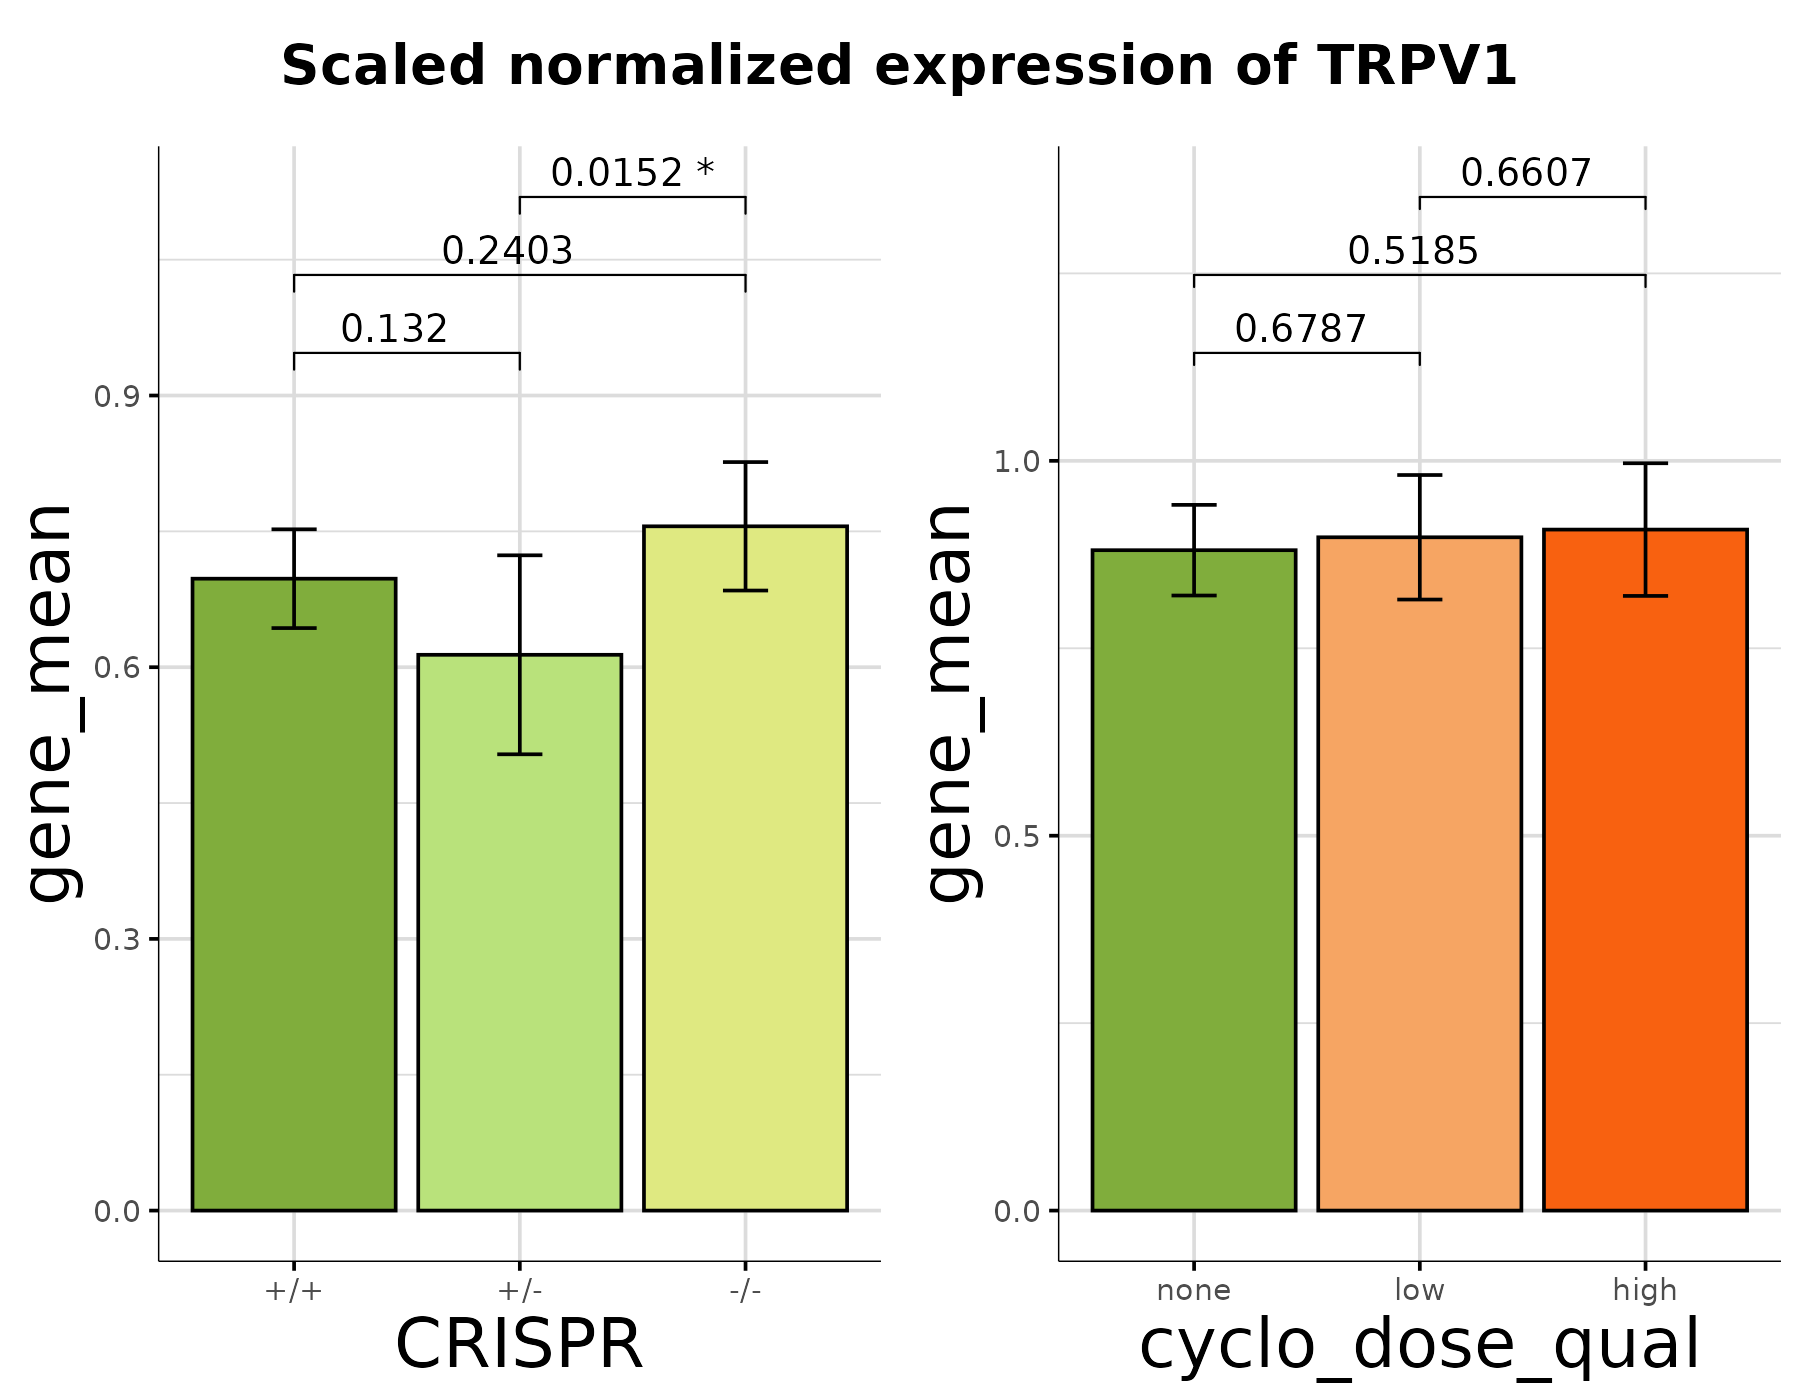 Scaled normalized expression of TRPV1
0.0152 *
0.2403
0.132
0.9
0.6
0.3
0.0
gene_mean
+/+ +/- -/-
CRISPR
0.6607
0.5185
0.6787
1.0
0.5
0.0
gene_mean
none low high
cyclo_dose_qual